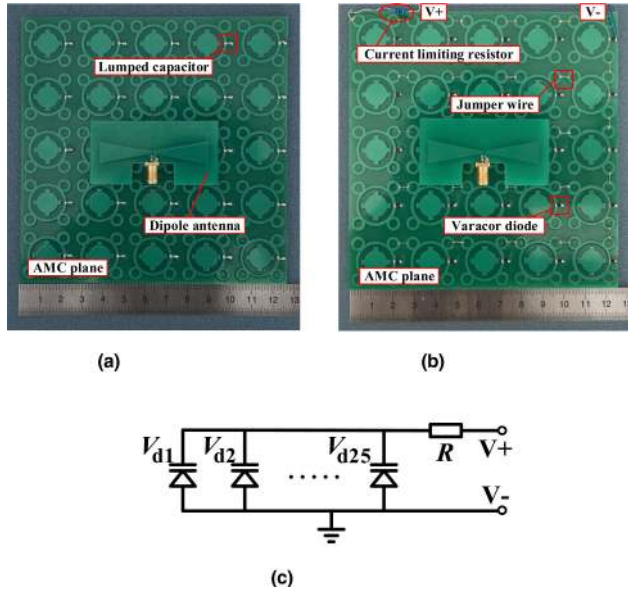 Lumped capacitor
Dipole antenna
AMC plane
1 2 3 4 5 6 7 8 9 10 11 12 13
(a)
V+
V-
Current limiting resistor
Jumper wire
Varacor diode
AMC plane
1 2 3 4 5 6 7 8 9 10 11 12 13
(b)
Vd1 Vd2 Vd25
R
V+
V-
(c)